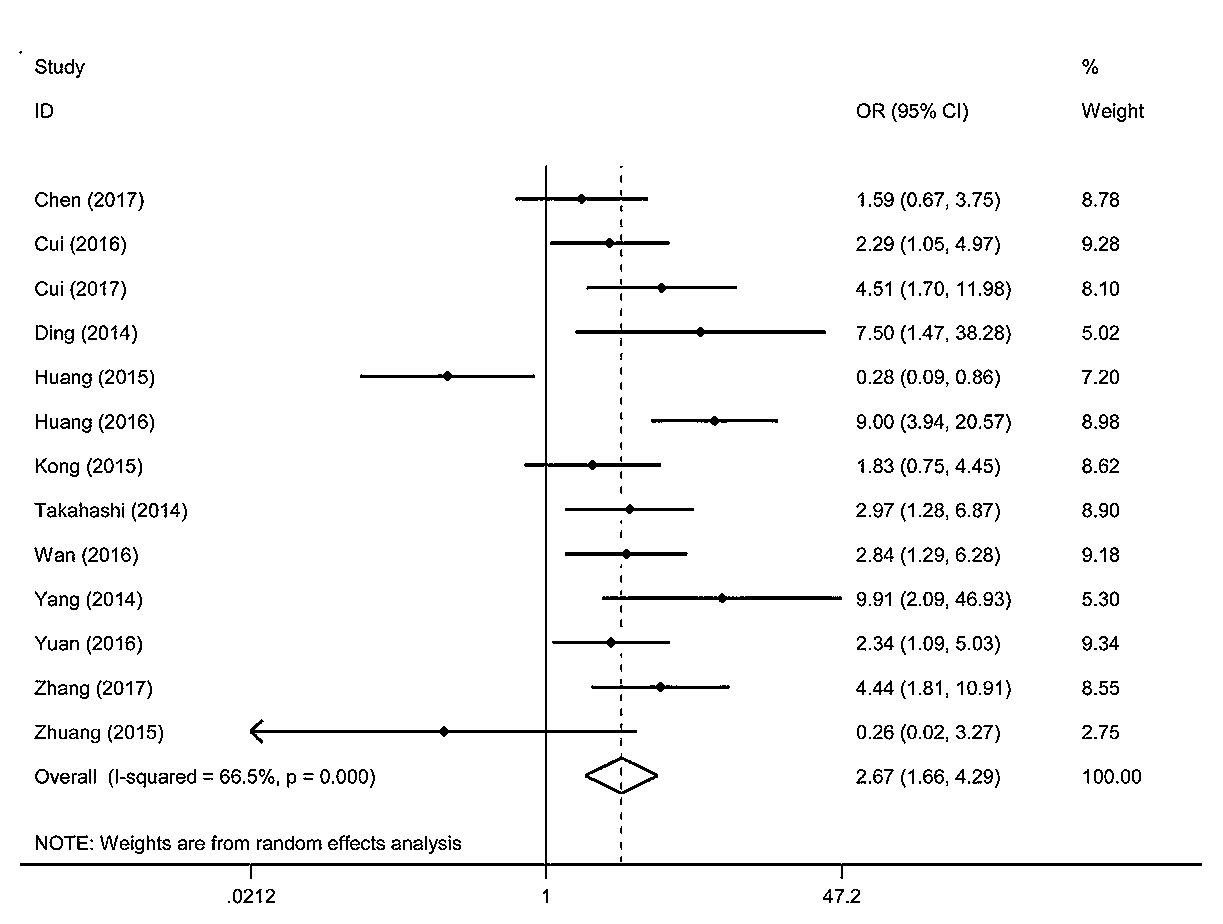 Study %
ID OR (95% CI) Weight
Chen (2017) 1.59 (0.67, 3.75) 8.78
Cui (2016) 2.29 (1.05, 4.97) 9.28
Cui (2017) 4.51 (1.70, 11.98) 8.10
Ding (2014) 7.50 (1.47, 38.28) 5.02
Huang (2015) 0.28 (0.09, 0.86) 7.20
Huang (2016) 9.00 (3.94, 20.57) 8.98
Kong (2015) 1.83 (0.75, 4.45) 8.62
Takahashi (2014) 2.97 (1.28, 6.87) 8.90
Wan (2016) 2.84 (1.29, 6.28) 9.18
Yang (2014) 9.91 (2.09, 46.93) 5.30
Yuan (2016) 2.34 (1.09, 5.03) 9.34
Zhang (2017) 4.44 (1.81, 10.91) 8.55
Zhuang (2015) 0.26 (0.02, 3.27) 2.75
Overall (I-squared = 66.5%, p = 0.000) 2.67 (1.66, 4.29) 100.00
NOTE: Weights are from random effects analysis
.0212 1 47.2